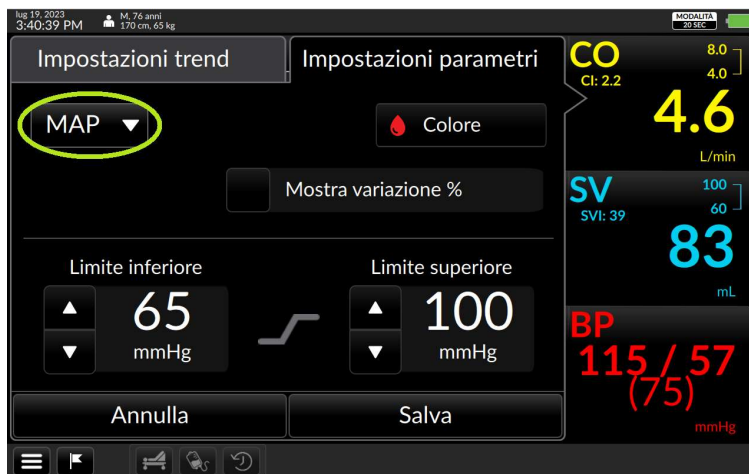 lug 19, 2023
3:40:39 PM
M, 76 anni
170 cm, 65 kg
MODALITÀ
20 SEC
Impostazioni trend
Impostazioni parametri
MAP
Colore
Mostra variazione %
Limite inferiore
Limite superiore
65
100
mmHg
mmHg
Annulla
Salva
CO
CI: 2.2
8.0
4.0
4.6
L/min
SV
SVI: 39
100
60
83
mL
BP
115 / 57
(75)
mmHg